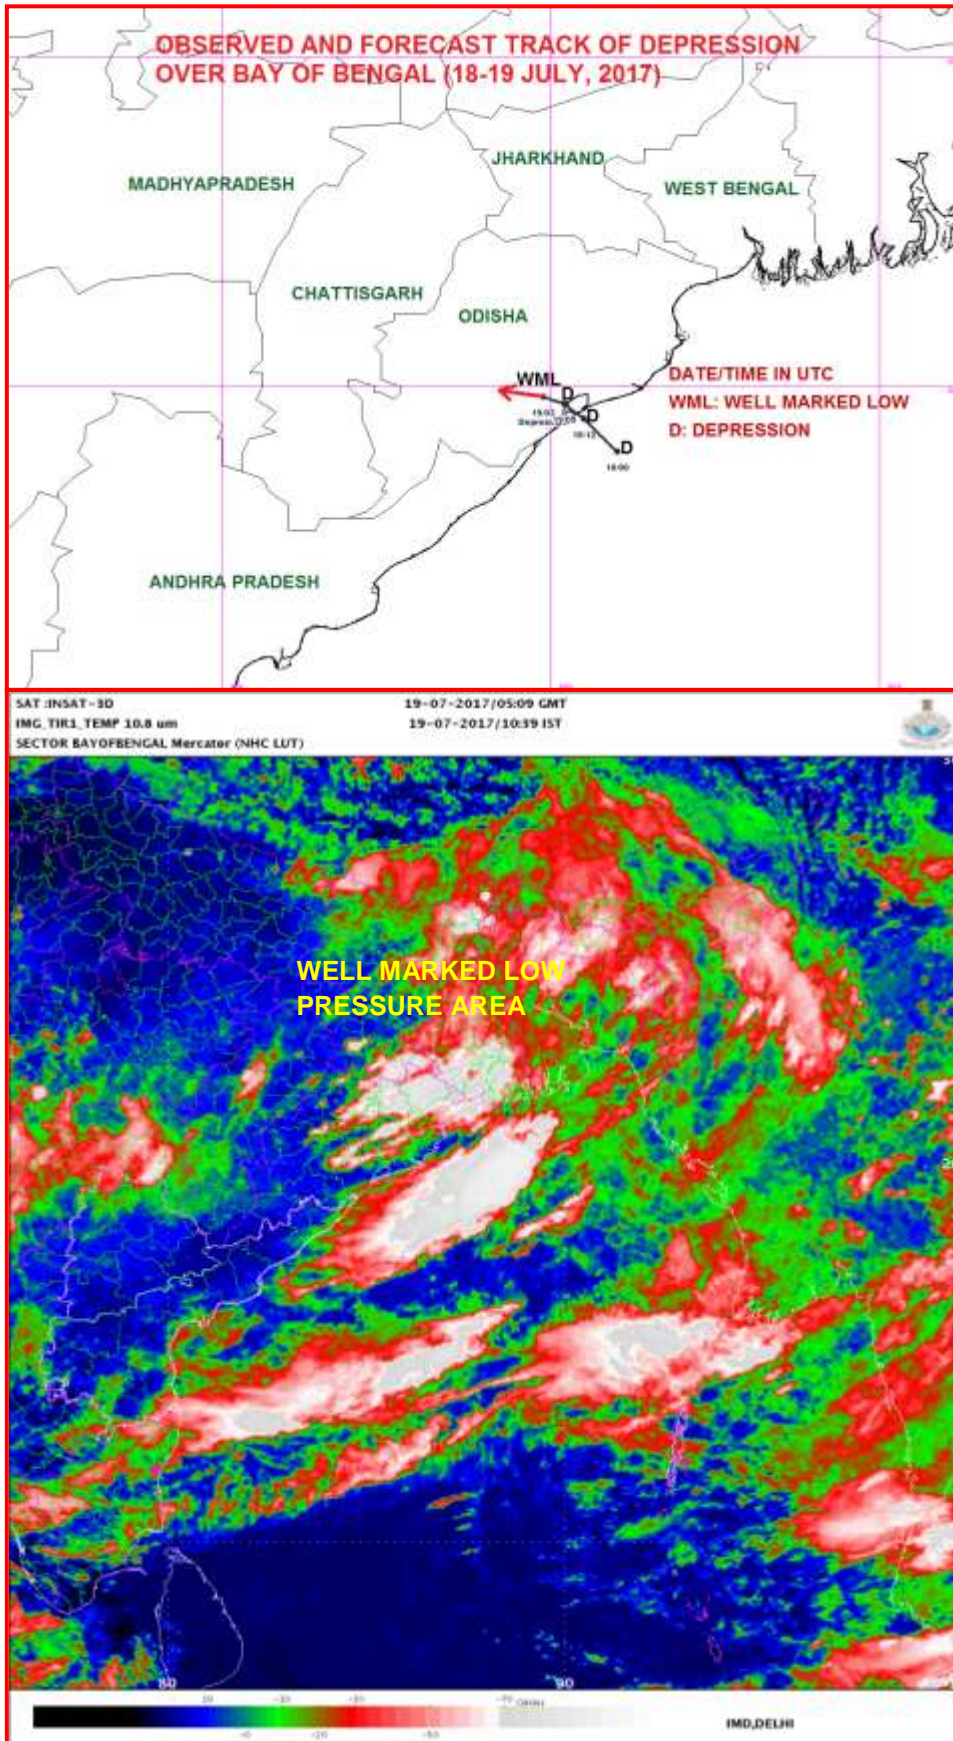 OBSERVED AND FORECAST TRACK OF DEPRESSION
OVER BAY OF BENGAL (18-19 JULY, 2017)
JHARKHAND
MADHYAPRADESH
WEST BENGAL
CHATTISGARH
ODISHA
WML
D
D
D
DATE/TIME IN UTC
WML: WELL MARKED LOW
D: DEPRESSION
ANDHRA PRADESH
SAT :INSAT-3D
IMG_TIR1_TEMP 10.8 um
SECTOR BAYOFBENGAL Mercator (NHC LUT)
19-07-2017/05:09 GMT
19-07-2017/10:39 IST
WELL MARKED LOW
PRESSURE AREA
80
90
IMD,DELHI